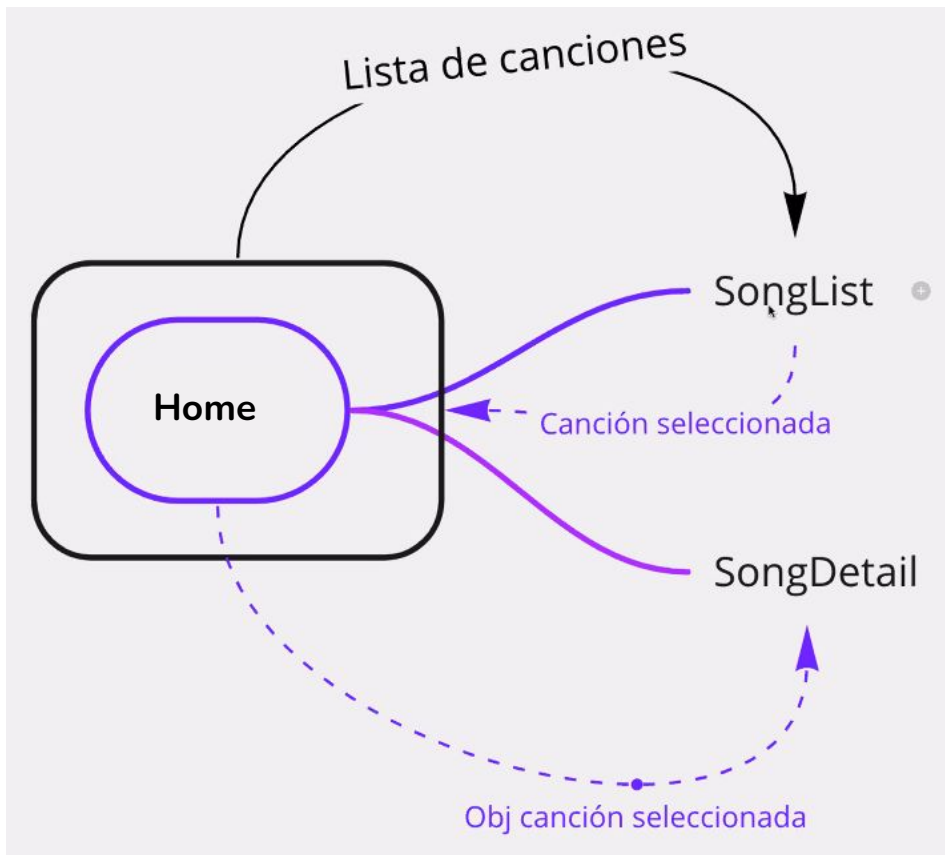 Lista de canciones
SongList
Home
Canción seleccionada
SongDetail
Obj canción seleccionada